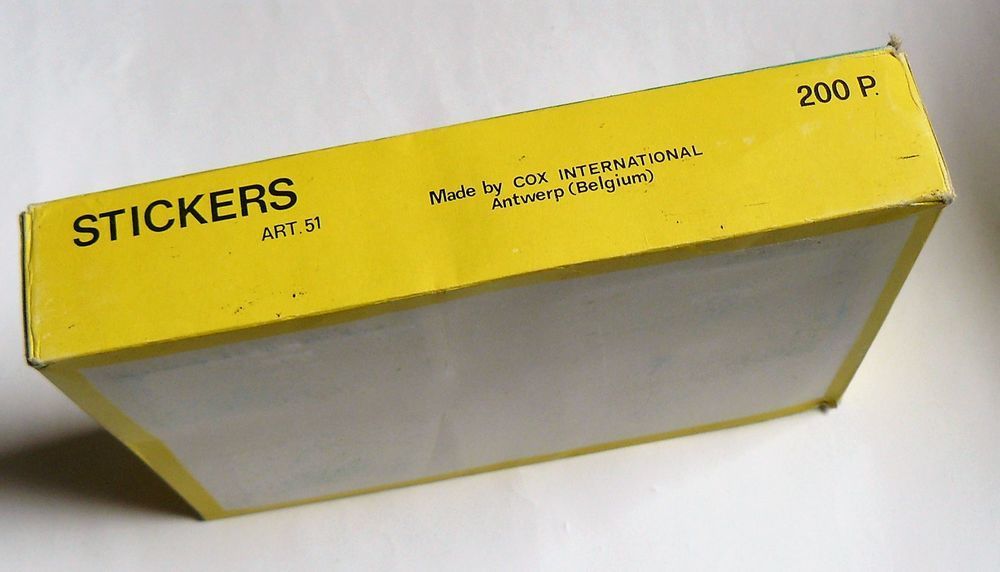 STICKERS
ART. 51
Made by COX INTERNATIONAL
Antwerp (Belgium)
200 P.